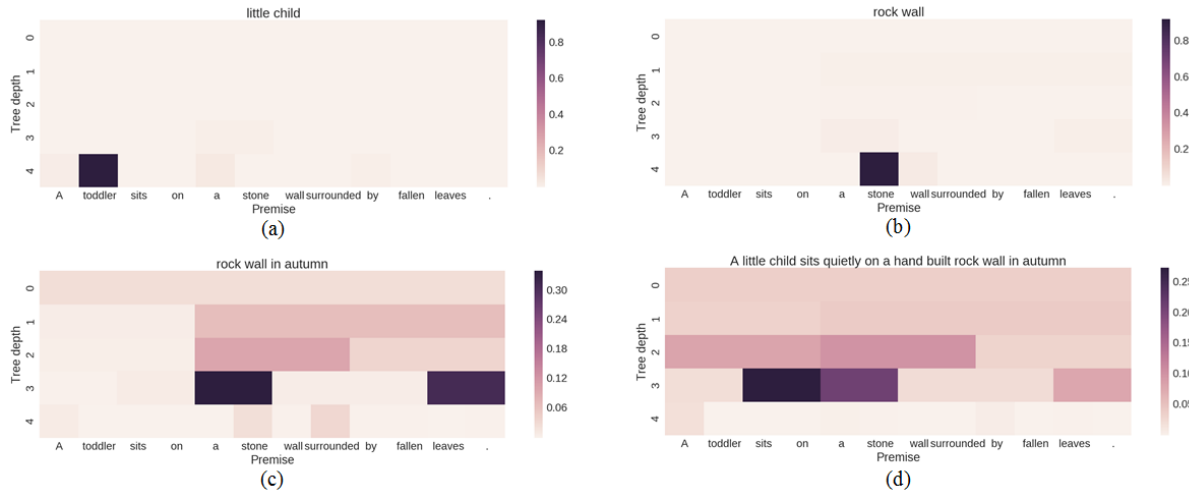 little child
0
1
2
3
4
Tree depth
0.8
0.6
0.4
0.2
A toddler sits on a stone wall surrounded by fallen leaves .
Premise
(a)
rock wall
0
1
2
3
4
Tree depth
0.8
0.6
0.4
0.2
A toddler sits on a stone wall surrounded by fallen leaves .
Premise
(b)
rock wall in autumn
0
1
2
3
4
Tree depth
0.30
0.24
0.18
0.12
0.06
A toddler sits on a stone wall surrounded by fallen leaves .
Premise
(c)
A little child sits quietly on a hand built rock wall in autumn
0
1
2
3
4
Tree depth
0.25
0.20
0.15
0.10
0.05
A toddler sits on a stone wall surrounded by fallen leaves .
Premise
(d)